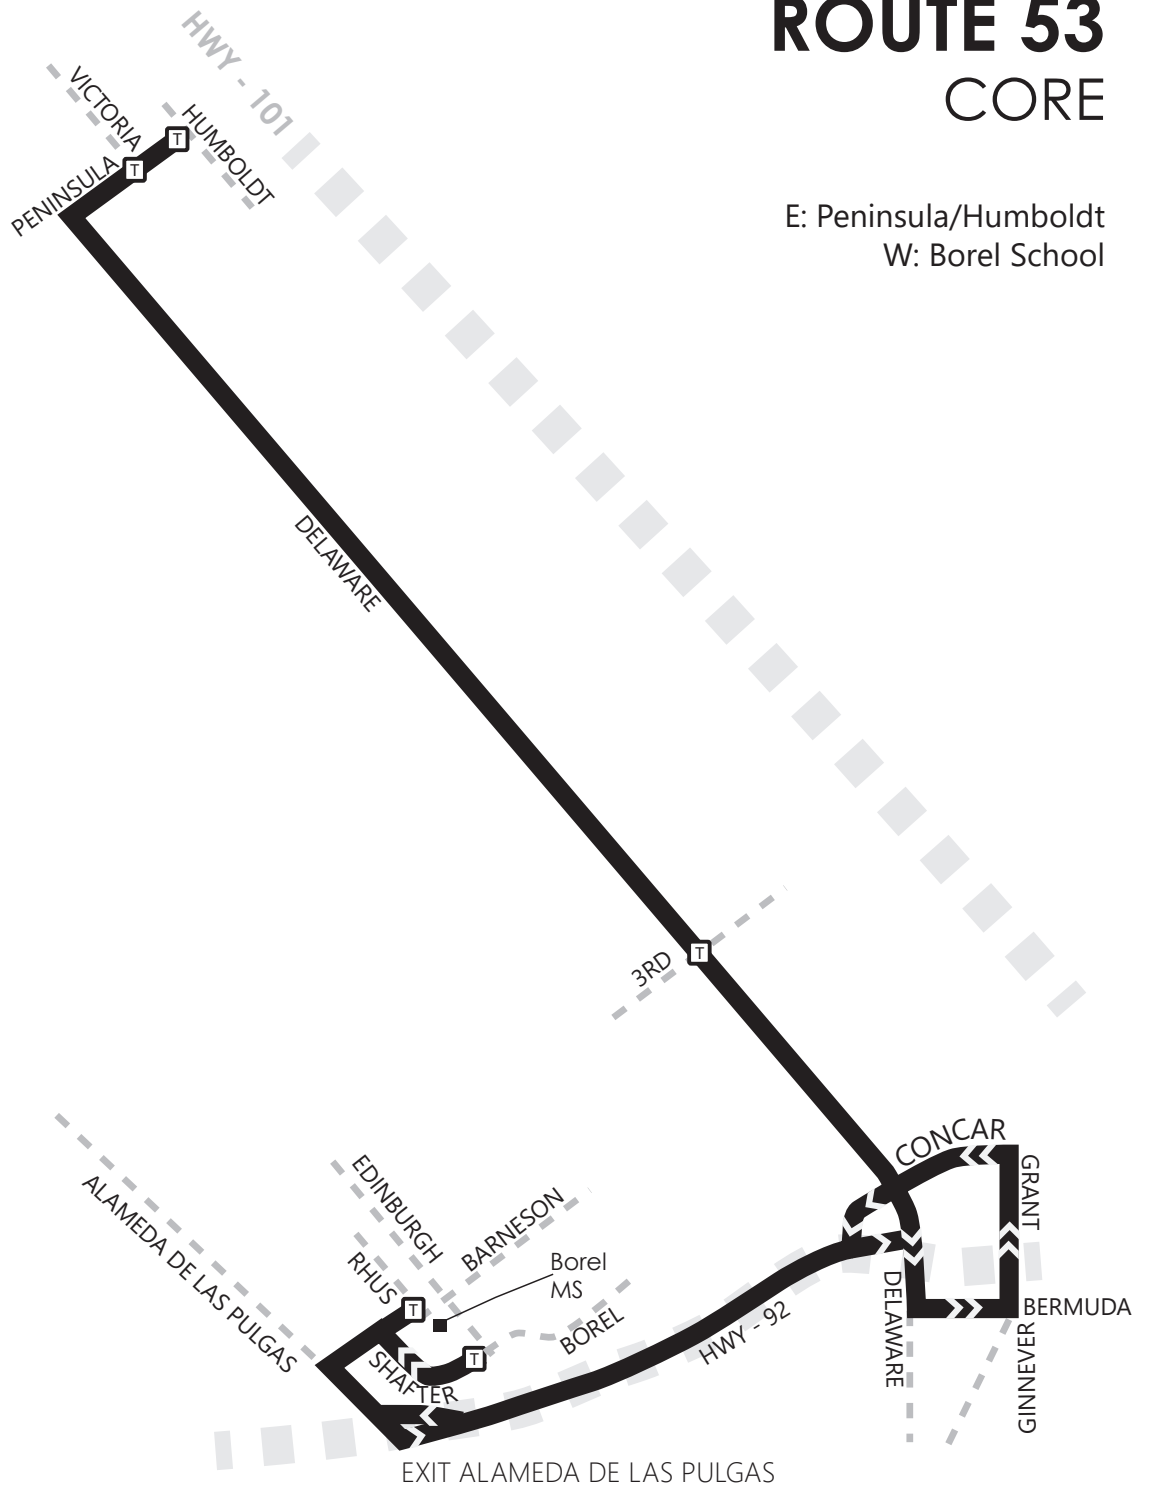 ROUTE 53
CORE
E: Peninsula/Humboldt
W: Borel School
HWY - 101
VICTORIA
HUMBOLDT
T
T
PENINSULA
DELAWARE
3RD
T
CONCAR
GRANT
ALAMEDA DE LAS PULGAS
EDINBURGH
BARNESON
RHUS
Borel
MS
T
BOREL
T
SHAFTER
HWY - 92
DELAWARE
BERMUDA
GINNEVER
EXIT ALAMEDA DE LAS PULGAS